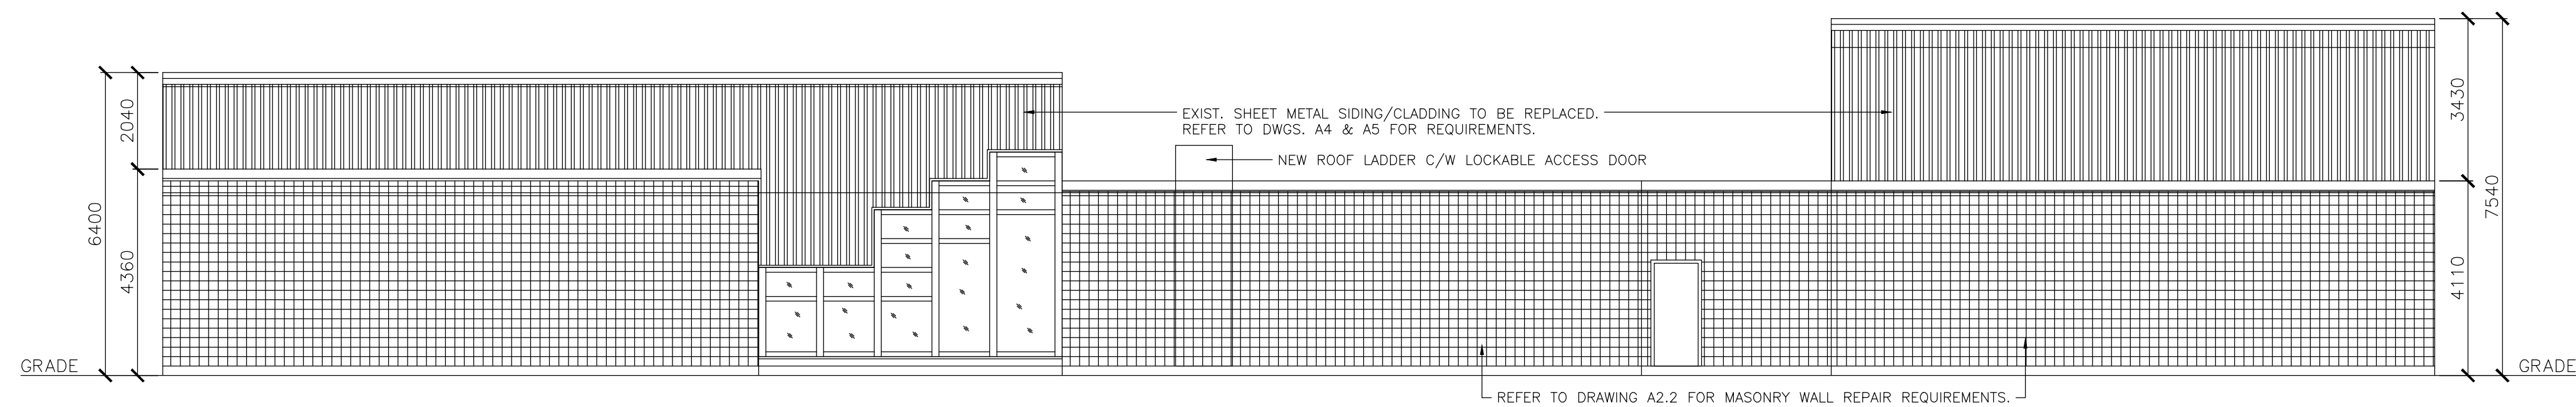 EXIST. SHEET METAL SIDING/CLADDING TO BE REPLACED.
REFER TO DWGS. A4 & A5 FOR REQUIREMENTS.
NEW ROOF LADDER C/W LOCKABLE ACCESS DOOR
2040
6400
4360
3430
7540
4110
GRADE
GRADE
REFER TO DRAWING A2.2 FOR MASONRY WALL REPAIR REQUIREMENTS.